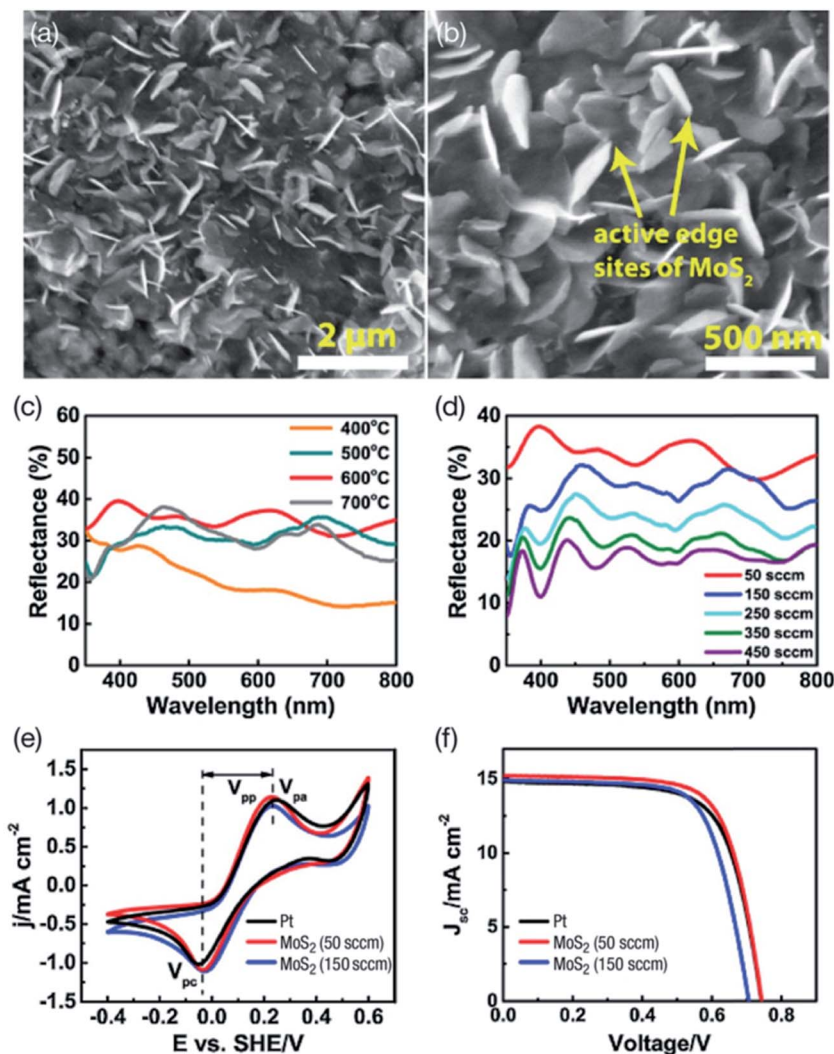 (a)
2 μm
(b)
active edge
sites of MoS₂
500 nm
(c)
60
50
40
30
20
10
0
Reflectance (%)
400°C
500°C
600°C
700°C
400 500 600 700 800
Wavelength (nm)
(d)
40
30
20
10
0
Reflectance (%)
50 sccm
150 sccm
250 sccm
350 sccm
450 sccm
400 500 600 700 800
Wavelength (nm)
(e)
1.5
1.0
0.5
0.0
-0.5
-1.0
-1.5
j/mA cm⁻²
Vpp
Vpa
Vpc
Pt
MoS₂ (50 sccm)
MoS₂ (150 sccm)
-0.4 -0.2 0.0 0.2 0.4 0.6
E vs. SHE/V
(f)
15
10
5
0
Jsc/mA cm⁻²
Pt
MoS₂ (50 sccm)
MoS₂ (150 sccm)
0.0 0.2 0.4 0.6 0.8
Voltage/V